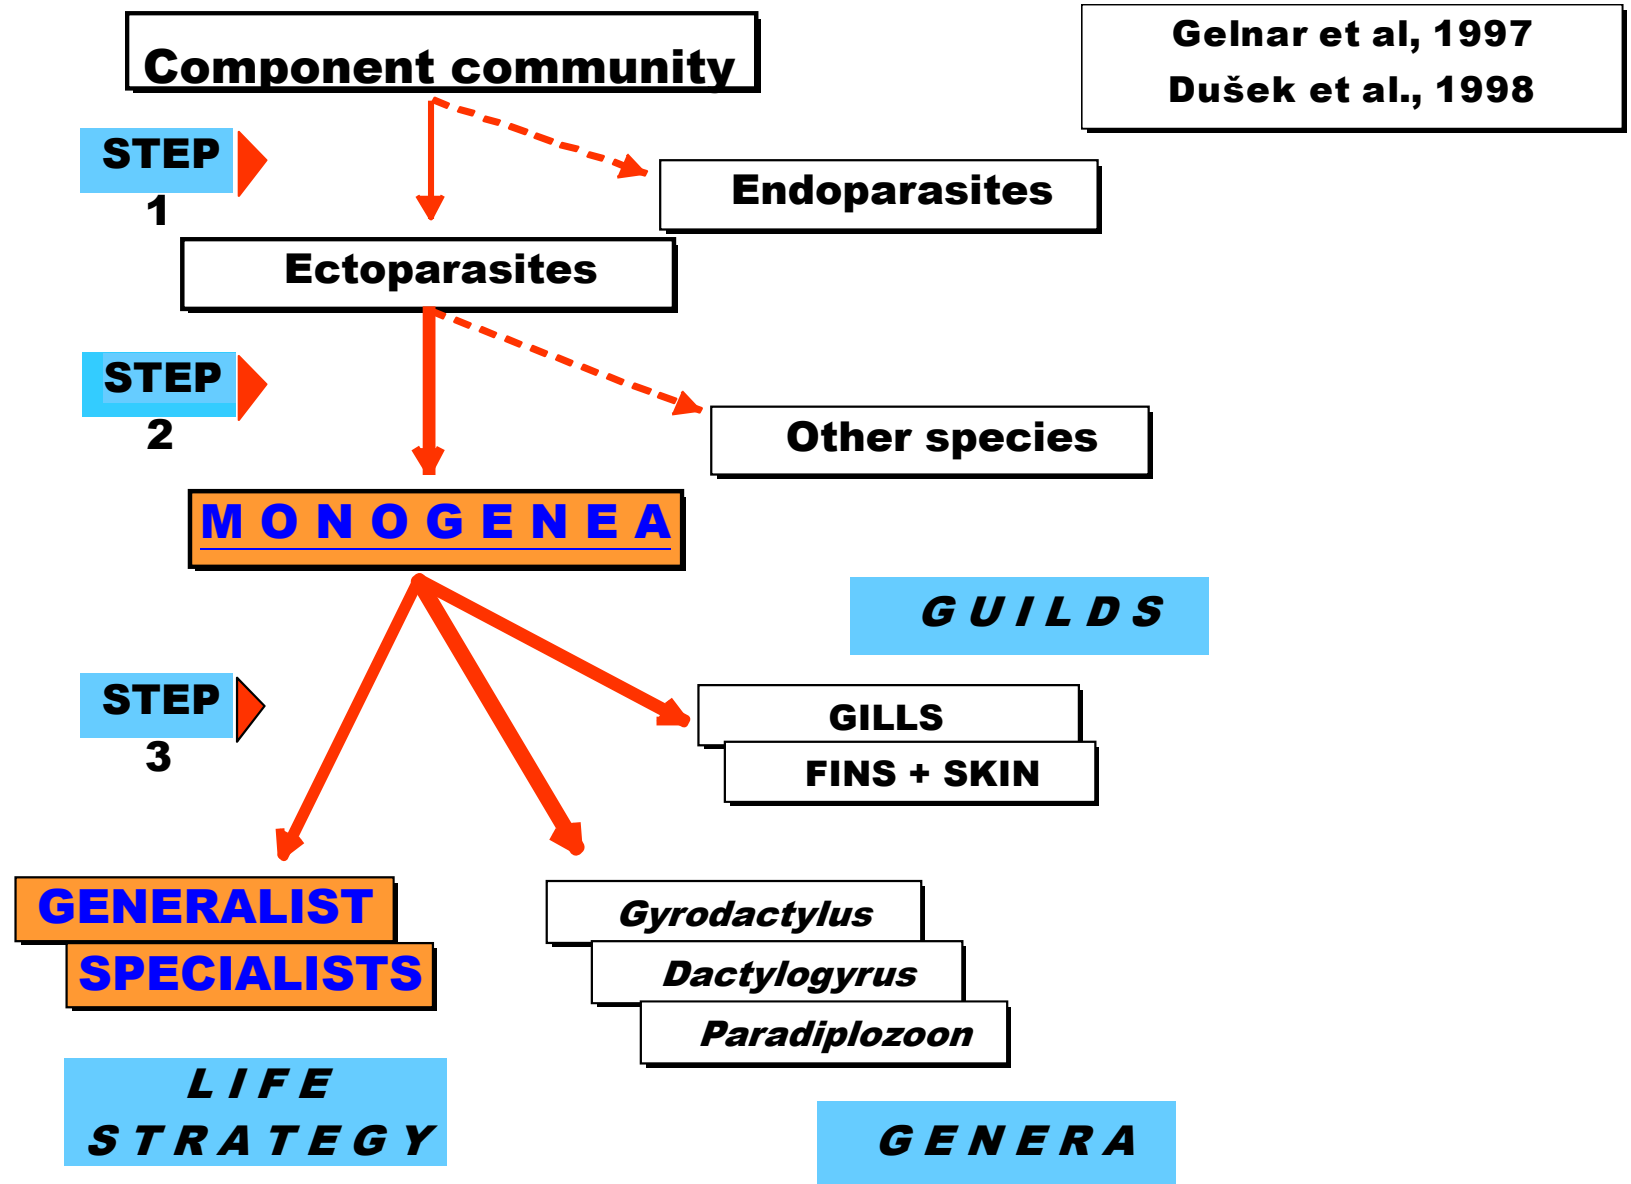 Component community
Gelnar et al, 1997
Dušek et al., 1998
STEP
1
Endoparasites
Ectoparasites
STEP
2
Other species
M O N O G E N E A
G U I L D S
STEP
3
GILLS
FINS + SKIN
GENERALIST
SPECIALISTS
Gyrodactylus
Dactylogyrus
Paradiplozoon
L I F E
S T R A T E G Y
G E N E R A